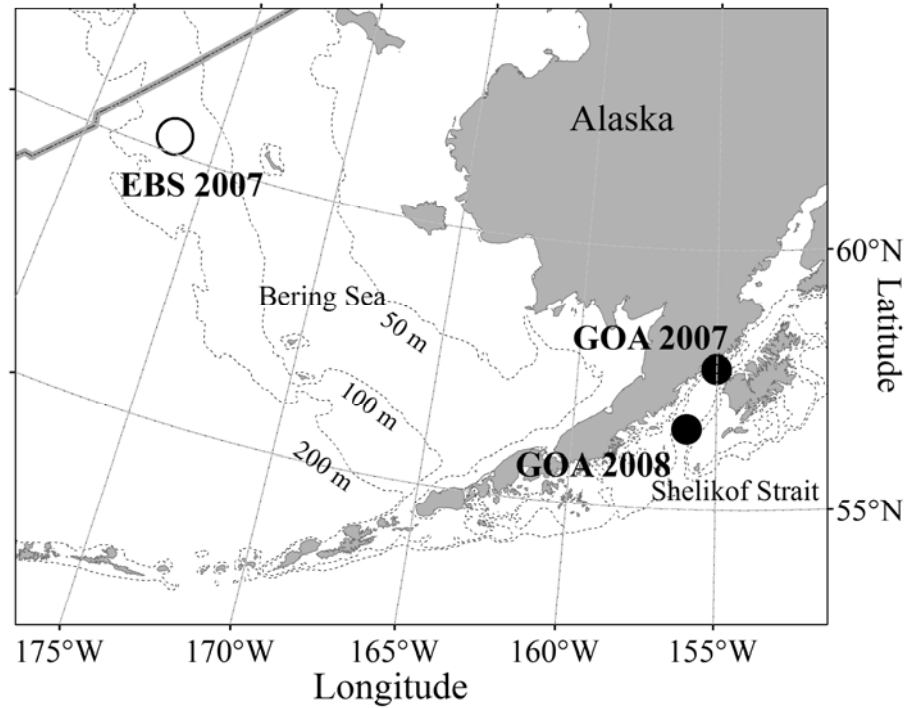 Alaska
EBS 2007
60°N
Latitude
Bering Sea
50 m
GOA 2007
100 m
200 m
GOA 2008
Shelikof Strait
55°N
175°W
170°W
165°W
160°W
155°W
Longitude